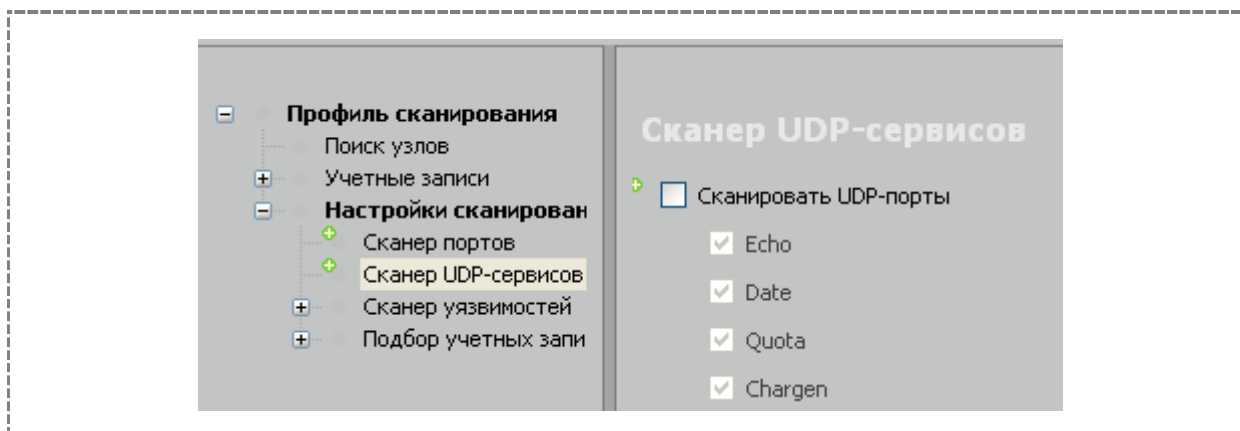 Профиль сканирования
Поиск узлов
Учетные записи
Настройки сканирован
Сканер портов
Сканер UDP-сервисов
Сканер уязвимостей
Подбор учетных запи
Сканер UDP-сервисов
Сканировать UDP-порты
Echo
Date
Quota
Chargen